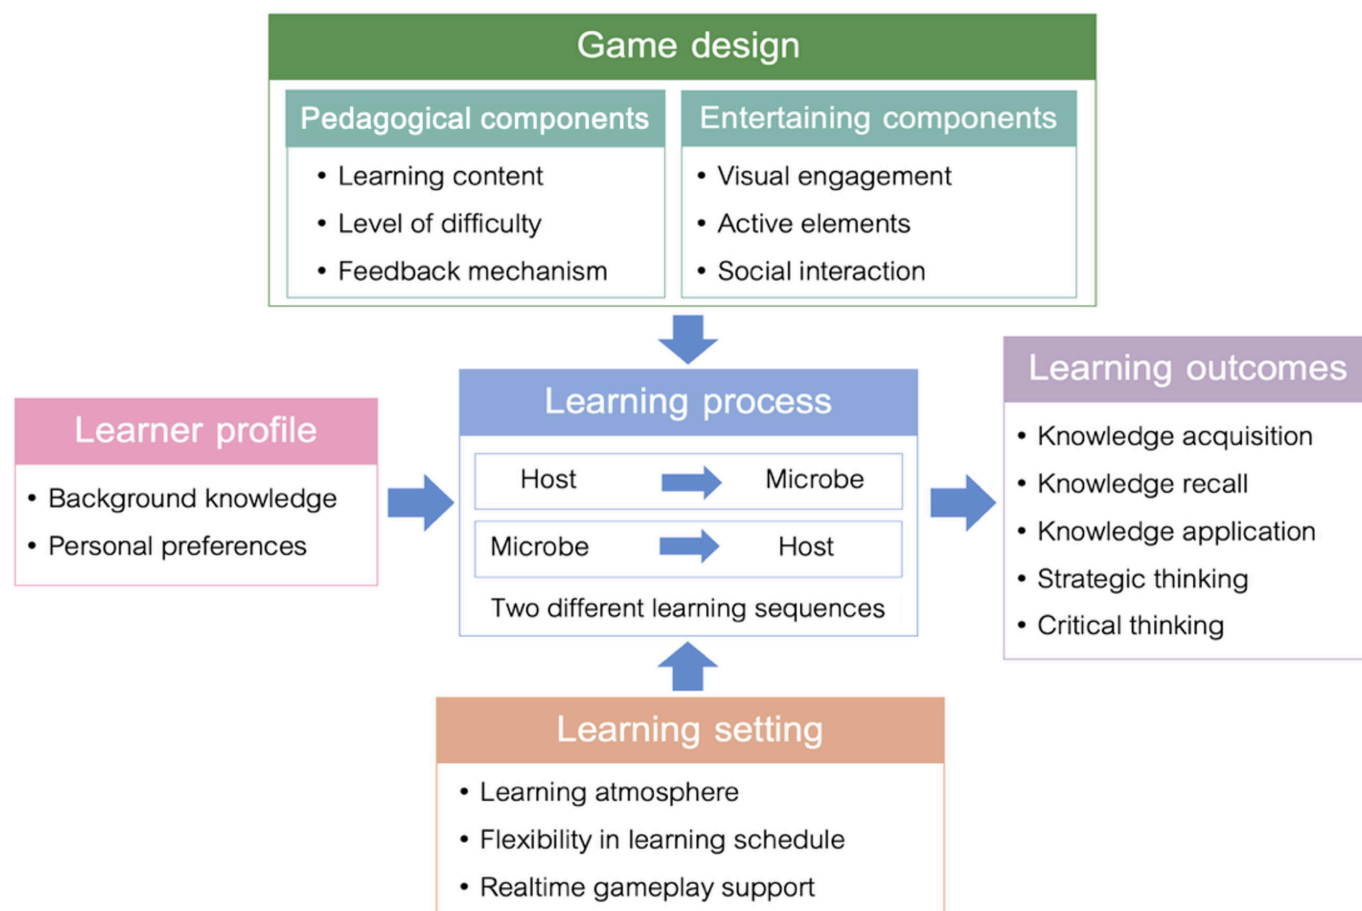 Game design
Pedagogical components
• Learning content
• Level of difficulty
• Feedback mechanism
Entertaining components
• Visual engagement
• Active elements
• Social interaction
Learner profile
• Background knowledge
• Personal preferences
Learning process
Host Microbe
Microbe Host
Two different learning sequences
Learning outcomes
• Knowledge acquisition
• Knowledge recall
• Knowledge application
• Strategic thinking
• Critical thinking
Learning setting
• Learning atmosphere
• Flexibility in learning schedule
• Realtime gameplay support